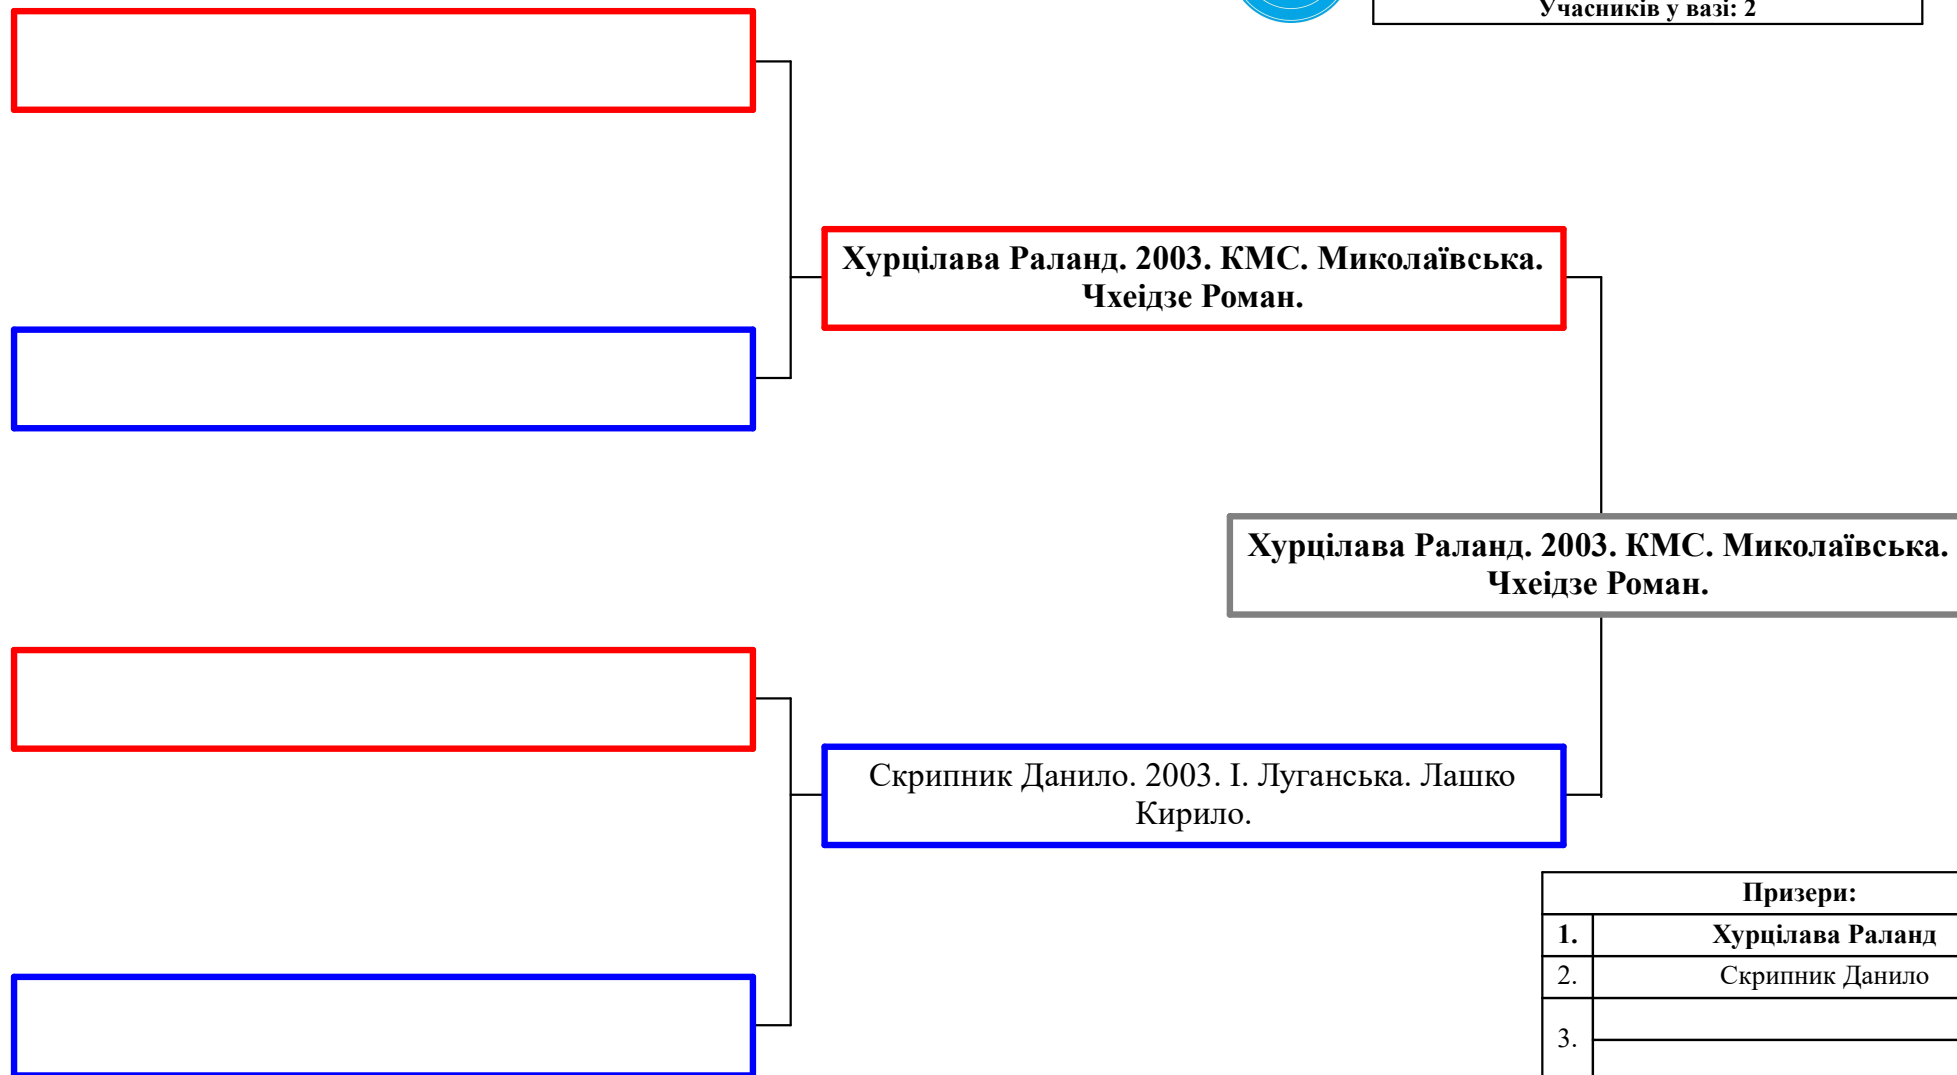 Учасників у вазі: 2
Хурцілава Раланд. 2003. КМС. Миколаївська.
Чхеідзе Роман.
Хурцілава Раланд. 2003. КМС. Миколаївська.
Чхеідзе Роман.
Скрипник Данило. 2003. І. Луганська. Лашко
Кирило.
Призери:
1. Хурцілава Раланд
2. Скрипник Данило
3.